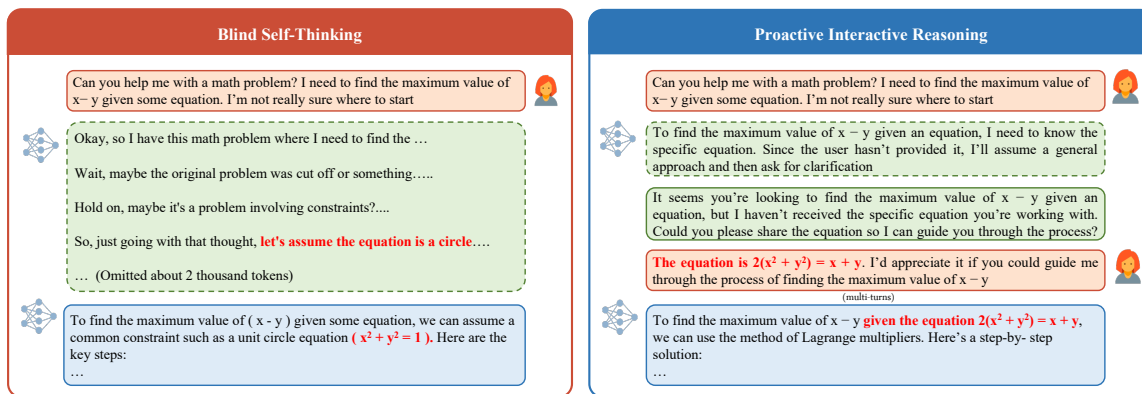 Blind Self-Thinking
Can you help me with a math problem? I need to find the maximum value of
x− y given some equation. I'm not really sure where to start
Okay, so I have this math problem where I need to find the …
Wait, maybe the original problem was cut off or something…..
Hold on, maybe it's a problem involving constraints?....
So, just going with that thought, let's assume the equation is a circle….
… (Omitted about 2 thousand tokens)
To find the maximum value of ( x - y ) given some equation, we can assume a
common constraint such as a unit circle equation ( x² + y² = 1 ). Here are the
key steps:
…
Proactive Interactive Reasoning
Can you help me with a math problem? I need to find the maximum value of
x− y given some equation. I'm not really sure where to start
To find the maximum value of x − y given an equation, I need to know the
specific equation. Since the user hasn't provided it, I'll assume a general
approach and then ask for clarification
It seems you're looking to find the maximum value of x − y given an
equation, but I haven't received the specific equation you're working with.
Could you please share the equation so I can guide you through the process?
The equation is 2(x² + y²) = x + y. I'd appreciate it if you could guide me
through the process of finding the maximum value of x − y
(multi-turns)
To find the maximum value of x − y given the equation 2(x² + y²) = x + y,
we can use the method of Lagrange multipliers. Here's a step-by- step
solution:
…